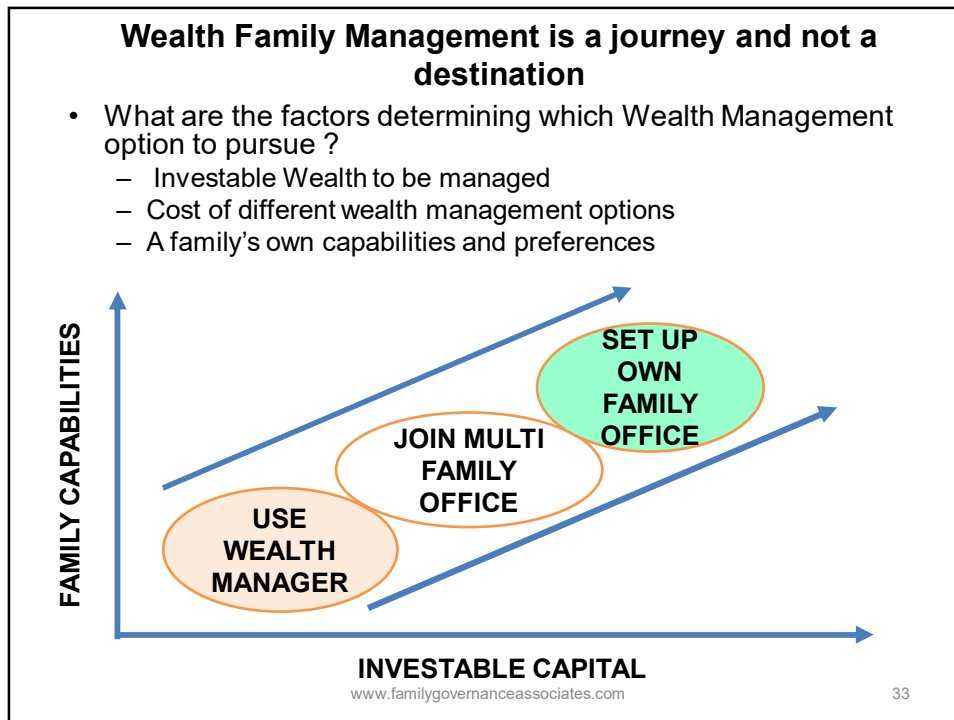 Wealth Family Management is a journey and not a
destination
• What are the factors determining which Wealth Management
option to pursue ?
– Investable Wealth to be managed
– Cost of different wealth management options
– A family's own capabilities and preferences
FAMILY CAPABILITIES
SET UP
OWN
FAMILY
OFFICE
JOIN MULTI
FAMILY
OFFICE
USE
WEALTH
MANAGER
INVESTABLE CAPITAL
www.familygovernanceassociates.com
33